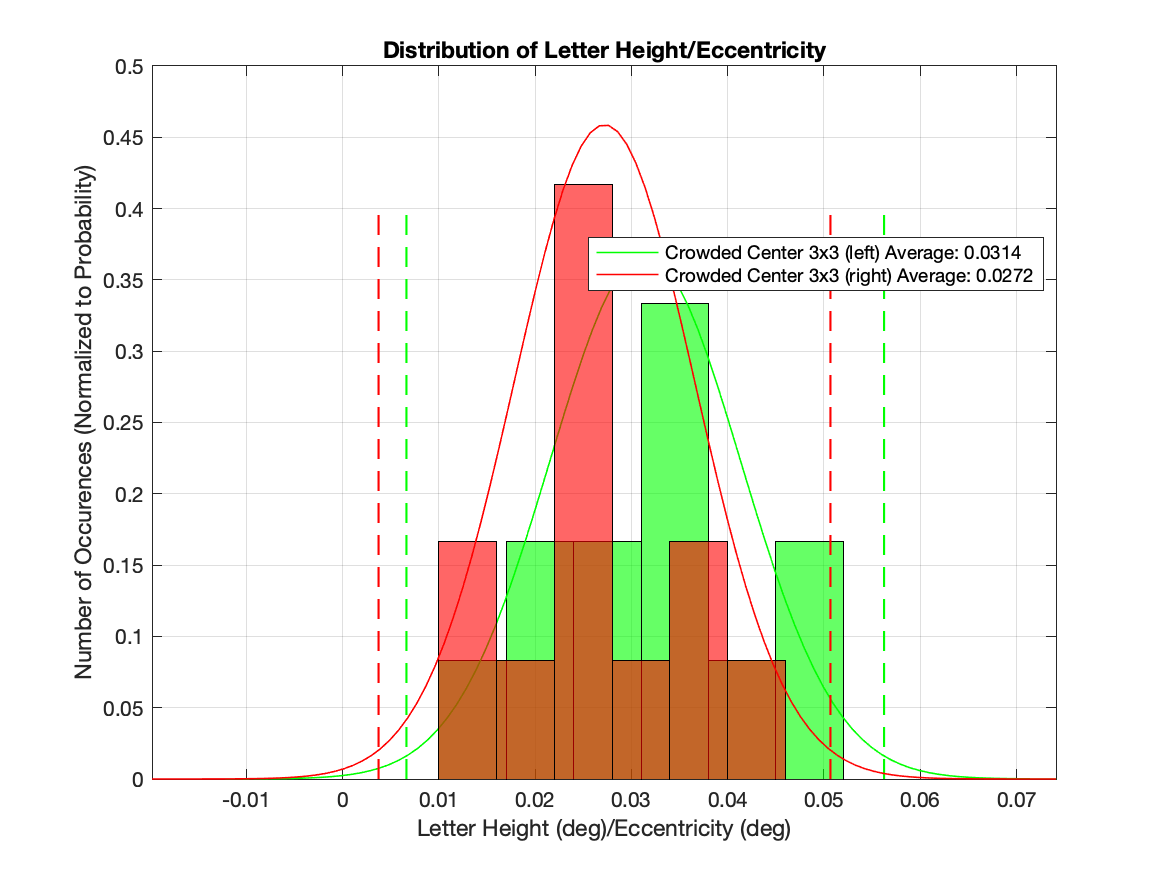 Distribution of Letter Height/Eccentricity
Number of Occurences (Normalized to Probability)
0.5
0.45
0.4
0.35
0.3
0.25
0.2
0.15
0.1
0.05
0
Crowded Center 3x3 (left) Average: 0.0314
Crowded Center 3x3 (right) Average: 0.0272
-0.01 0 0.01 0.02 0.03 0.04 0.05 0.06 0.07
Letter Height (deg)/Eccentricity (deg)